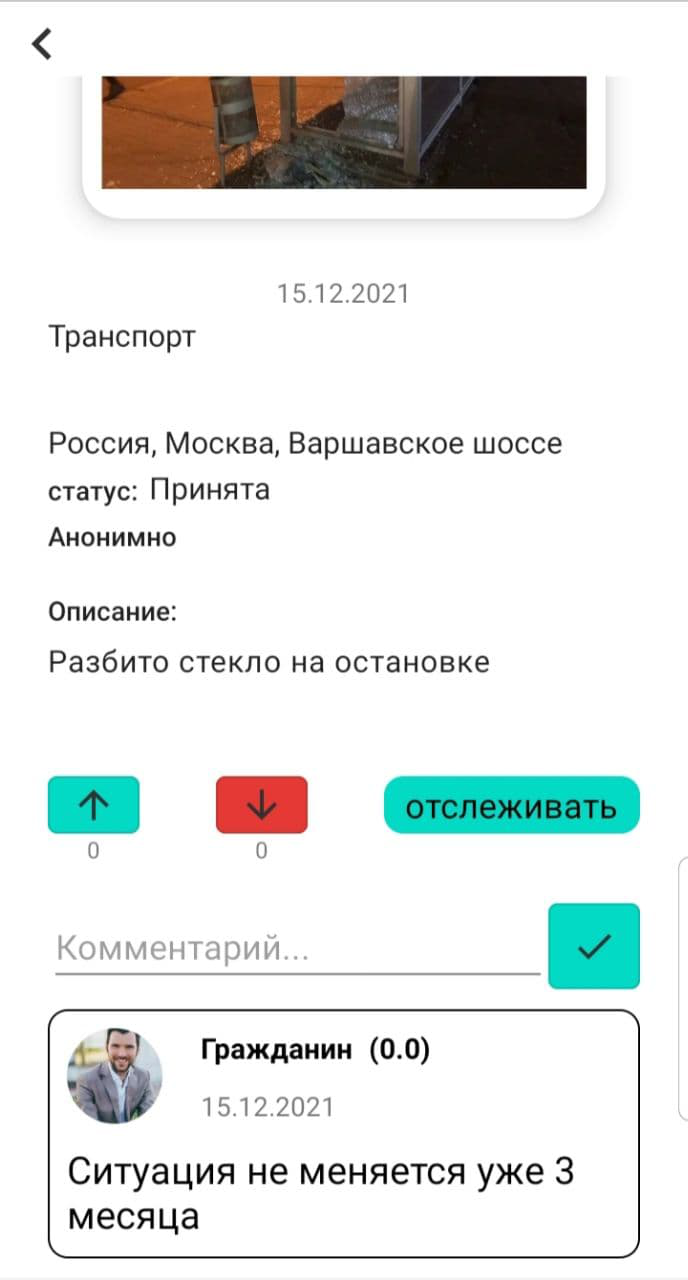 15.12.2021
Транспорт
Россия, Москва, Варшавское шоссе
статус: Принята
Анонимно
Описание:
Разбито стекло на остановке
0
0
отслеживать
Комментарий...
Гражданин (0.0)
15.12.2021
Ситуация не меняется уже 3
месяца